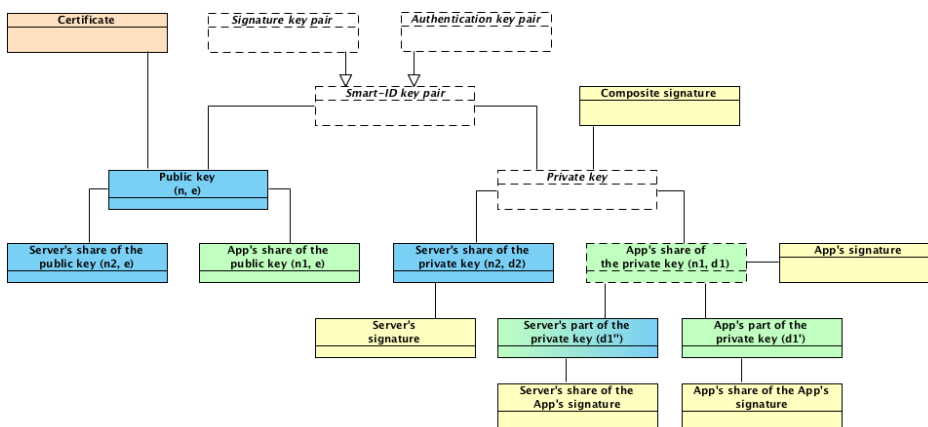 Certificate
Signature key pair
Authentication key pair
Smart-ID key pair
Composite signature
Public key
(n, e)
Private key
Server's share of the
public key (n2, e)
App's share of the
public key (n1, e)
Server's share of the
private key (n2, d2)
App's share of
the private key (n1, d1)
App's signature
Server's
signature
Server's part of the
private key (d1'')
App's part of the
private key (d1')
Server's share of the
App's signature
App's share of the App's
signature